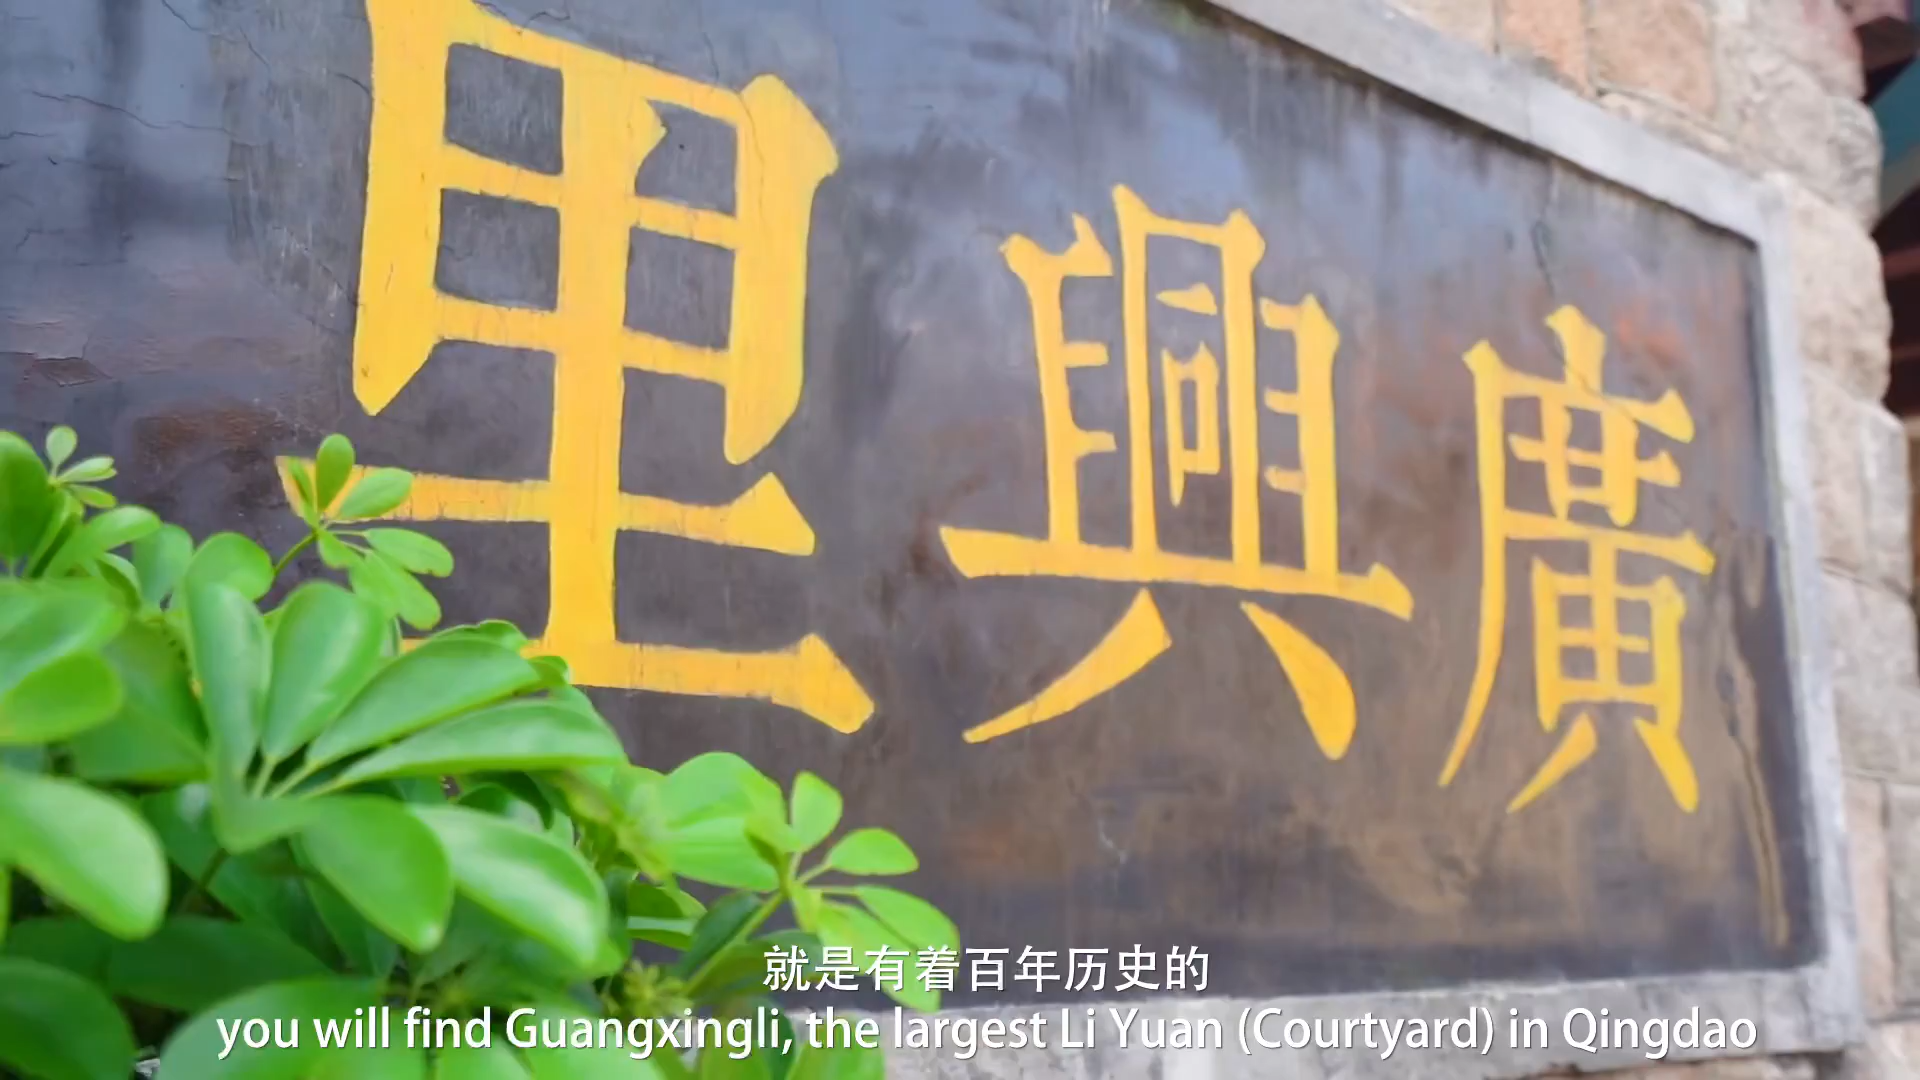 廣興里
就是有着百年历史的
you will find Guangxingli, the largest Li Yuan (Courtyard) in Qingdao